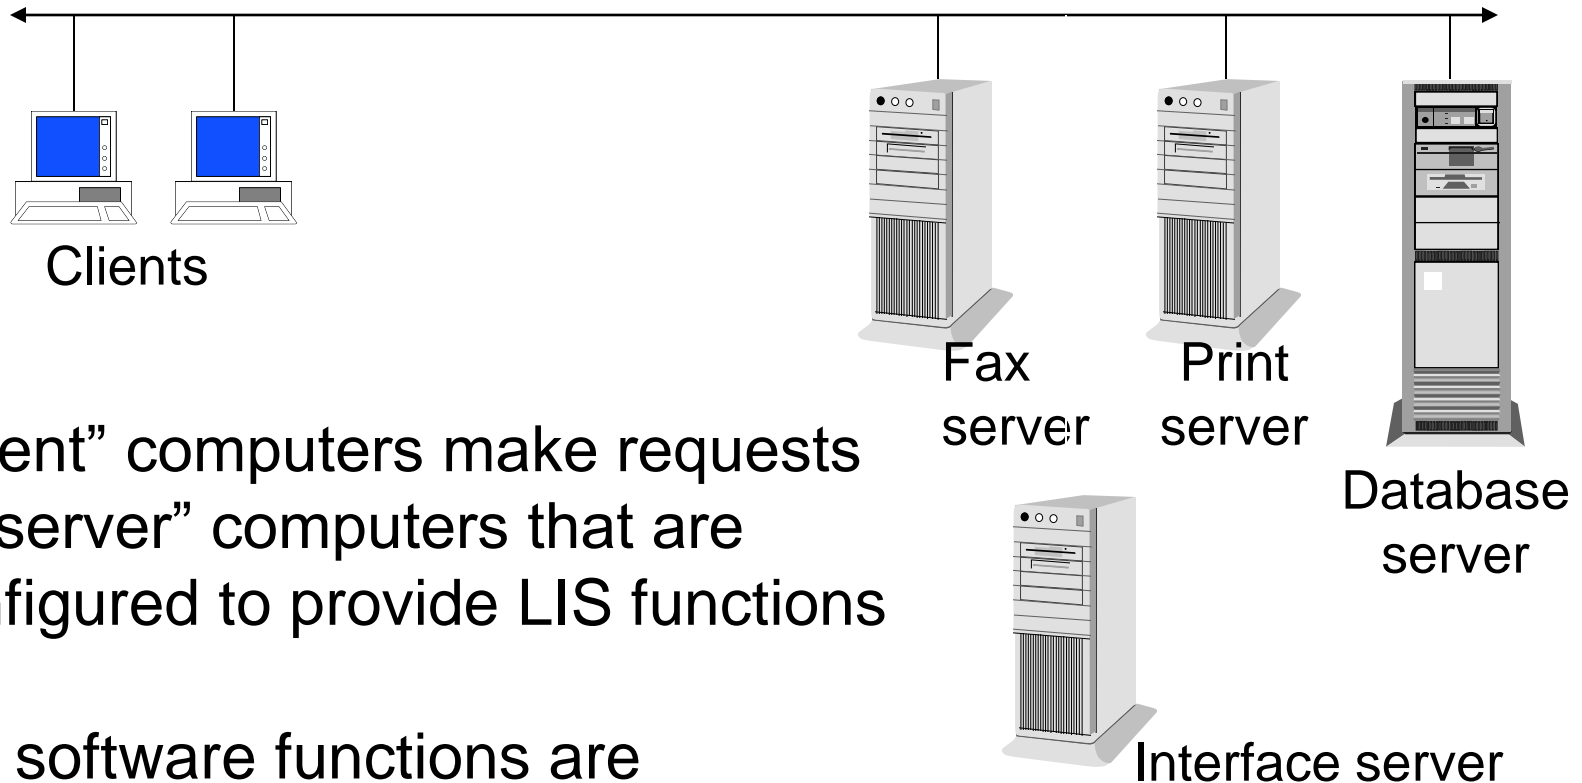 Clients
Fax
server
Print
server
Database
server
ent” computers make requests
server” computers that are
nfigured to provide LIS functions
software functions are
Interface server